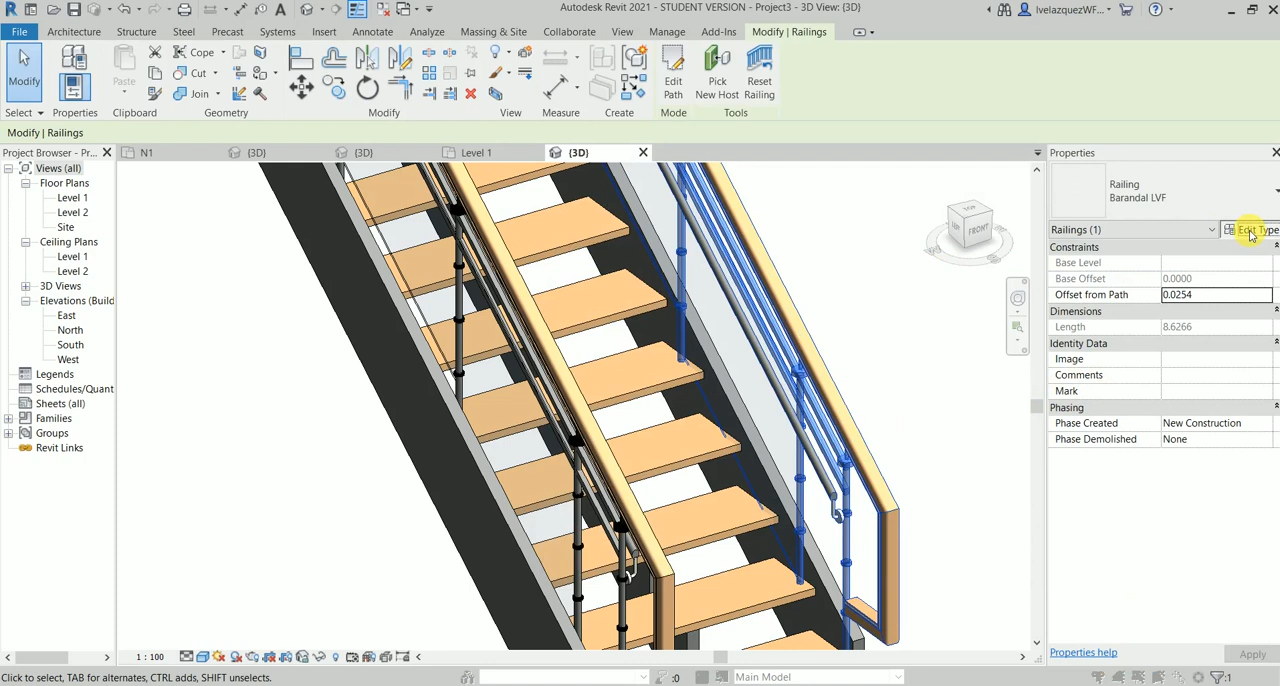 Autodesk Revit 2021 - STUDENT VERSION - Project3 - 3D View: {3D}
lvelazquezWF...
File Architecture Structure Steel Precast Systems Insert Annotate Analyze Massing & Site Collaborate View Manage Add-Ins Modify | Railings
Modify
Paste
Cope
Cut
Join
Edit Path
Pick New Host
Reset Railing
Select Properties Clipboard Geometry Modify View Measure Create Mode Tools
Modify | Railings
Project Browser - Pr...
N1
{3D}
{3D}
Level 1
{3D}
Properties
Views (all)
Floor Plans
Level 1
Level 2
Site
Ceiling Plans
Level 1
Level 2
3D Views
Elevations (Build
East
North
South
West
Legends
Schedules/Quant
Sheets (all)
Families
Groups
Revit Links
FRONT
Railing
Barandal LVF
Railings (1)
Edit Type
Constraints
Base Level
Base Offset 0.0000
Offset from Path 0.0254
Dimensions
Length 8.6266
Identity Data
Image
Comments
Mark
Phasing
Phase Created New Construction
Phase Demolished None
Properties help
Apply
1 : 100
Click to select, TAB for alternates, CTRL adds, SHIFT unselects.
:0
Main Model
:1